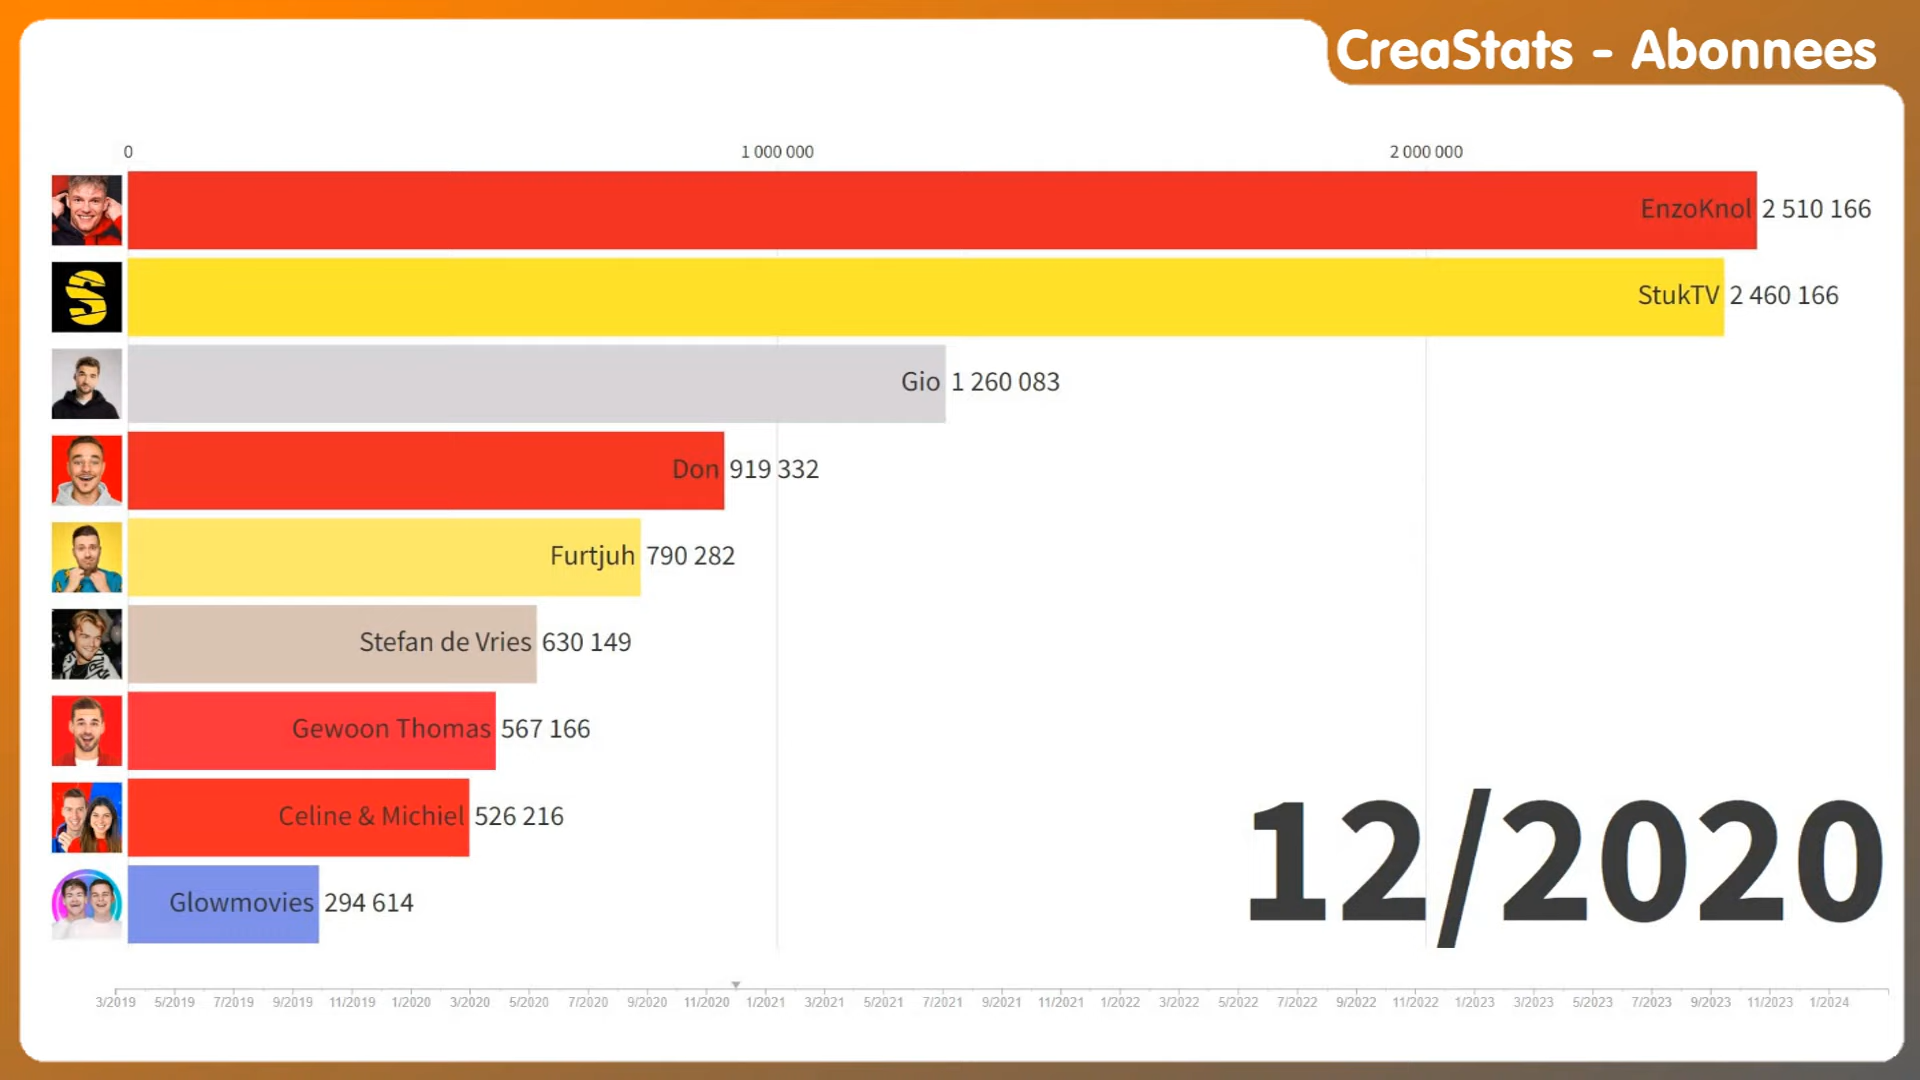 CreaStats - Abonnees
0 1 000 000 2 000 000
EnzoKnol 2 510 166
S
StukTV 2 460 166
Gio 1 260 083
Don 919 332
Furtjuh 790 282
Stefan de Vries 630 149
Gewoon Thomas 567 166
Celine & Michiel 526 216
Glowmovies 294 614
12/2020
3/2019 5/2019 7/2019 9/2019 11/2019 1/2020 3/2020 5/2020 7/2020 9/2020 11/2020 1/2021 3/2021 5/2021 7/2021 9/2021 11/2021 1/2022 3/2022 5/2022 7/2022 9/2022 11/2022 1/2023 3/2023 5/2023 7/2023 9/2023 11/2023 1/2024